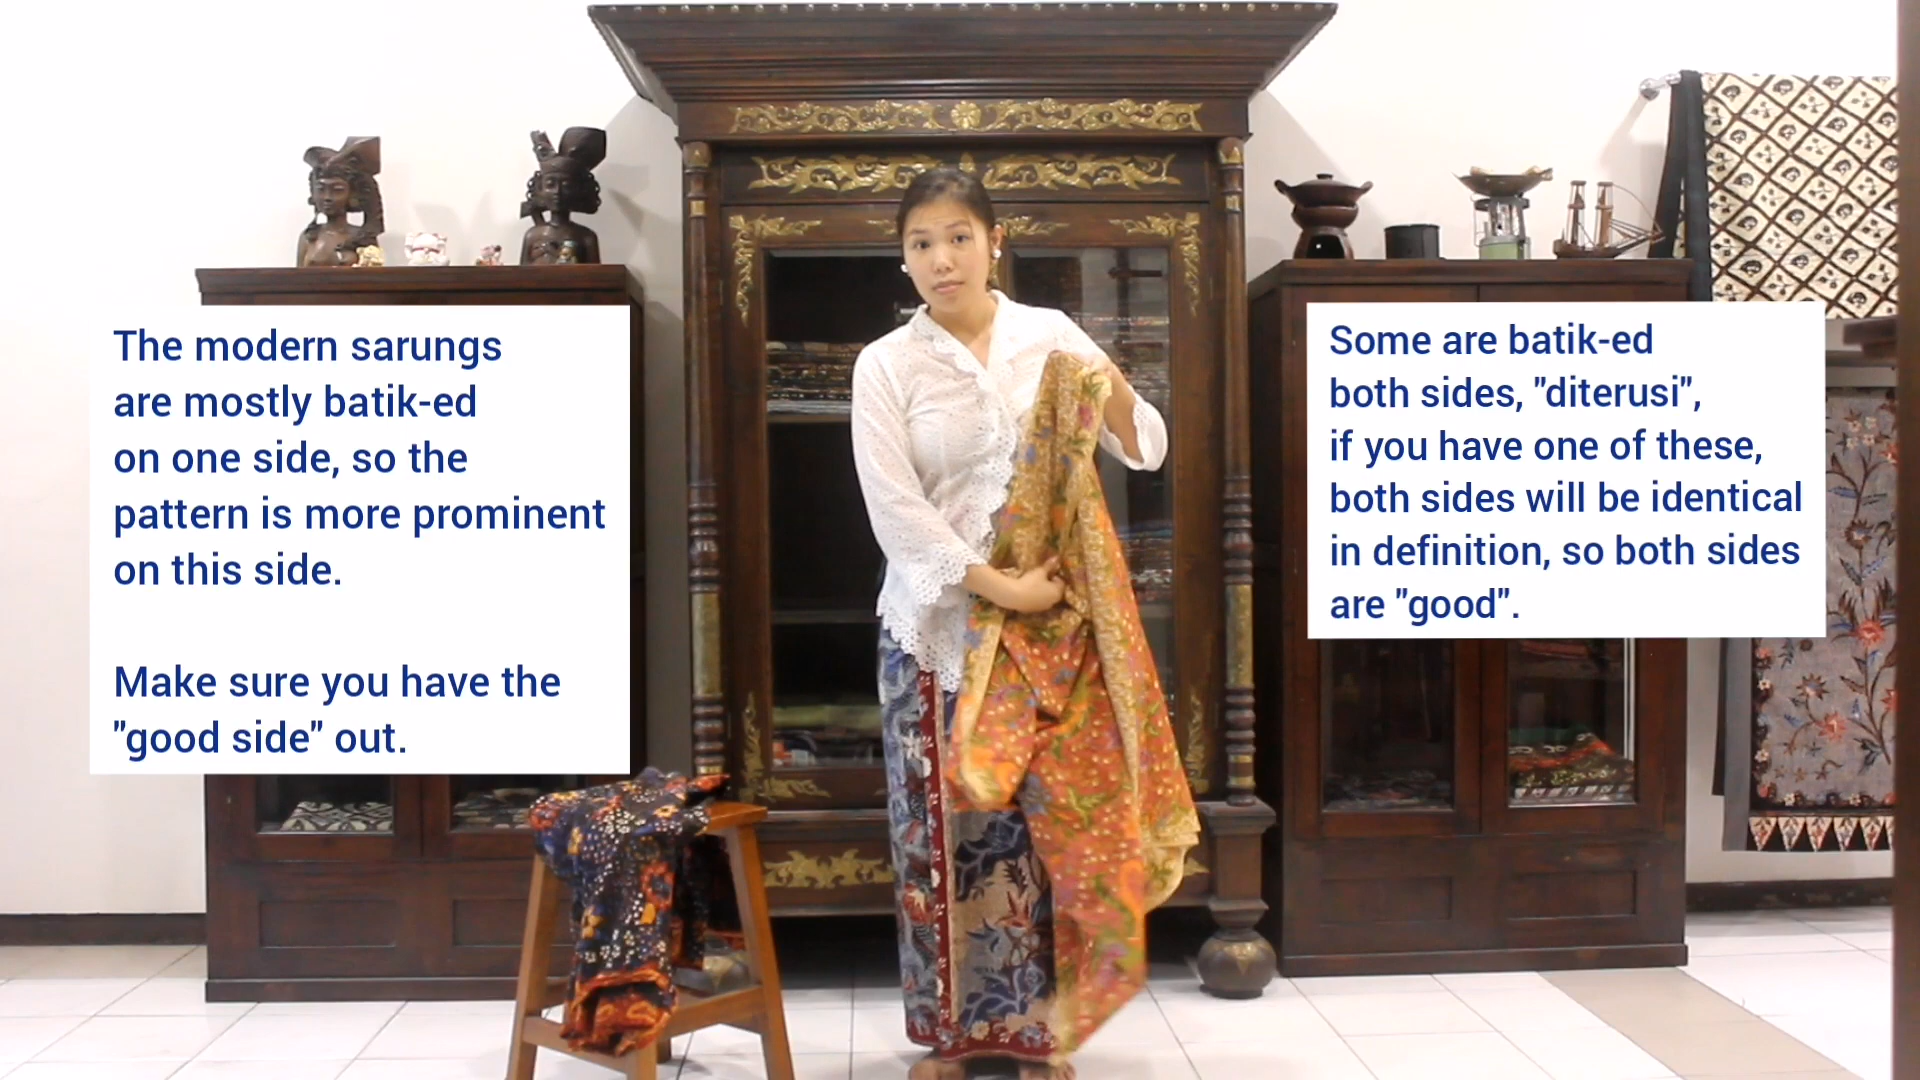 The modern sarungs
are mostly batik-ed
on one side, so the
pattern is more prominent
on this side.
Make sure you have the
"good side" out.
Some are batik-ed
both sides, "diterusi",
if you have one of these,
both sides will be identical
in definition, so both sides
are "good".